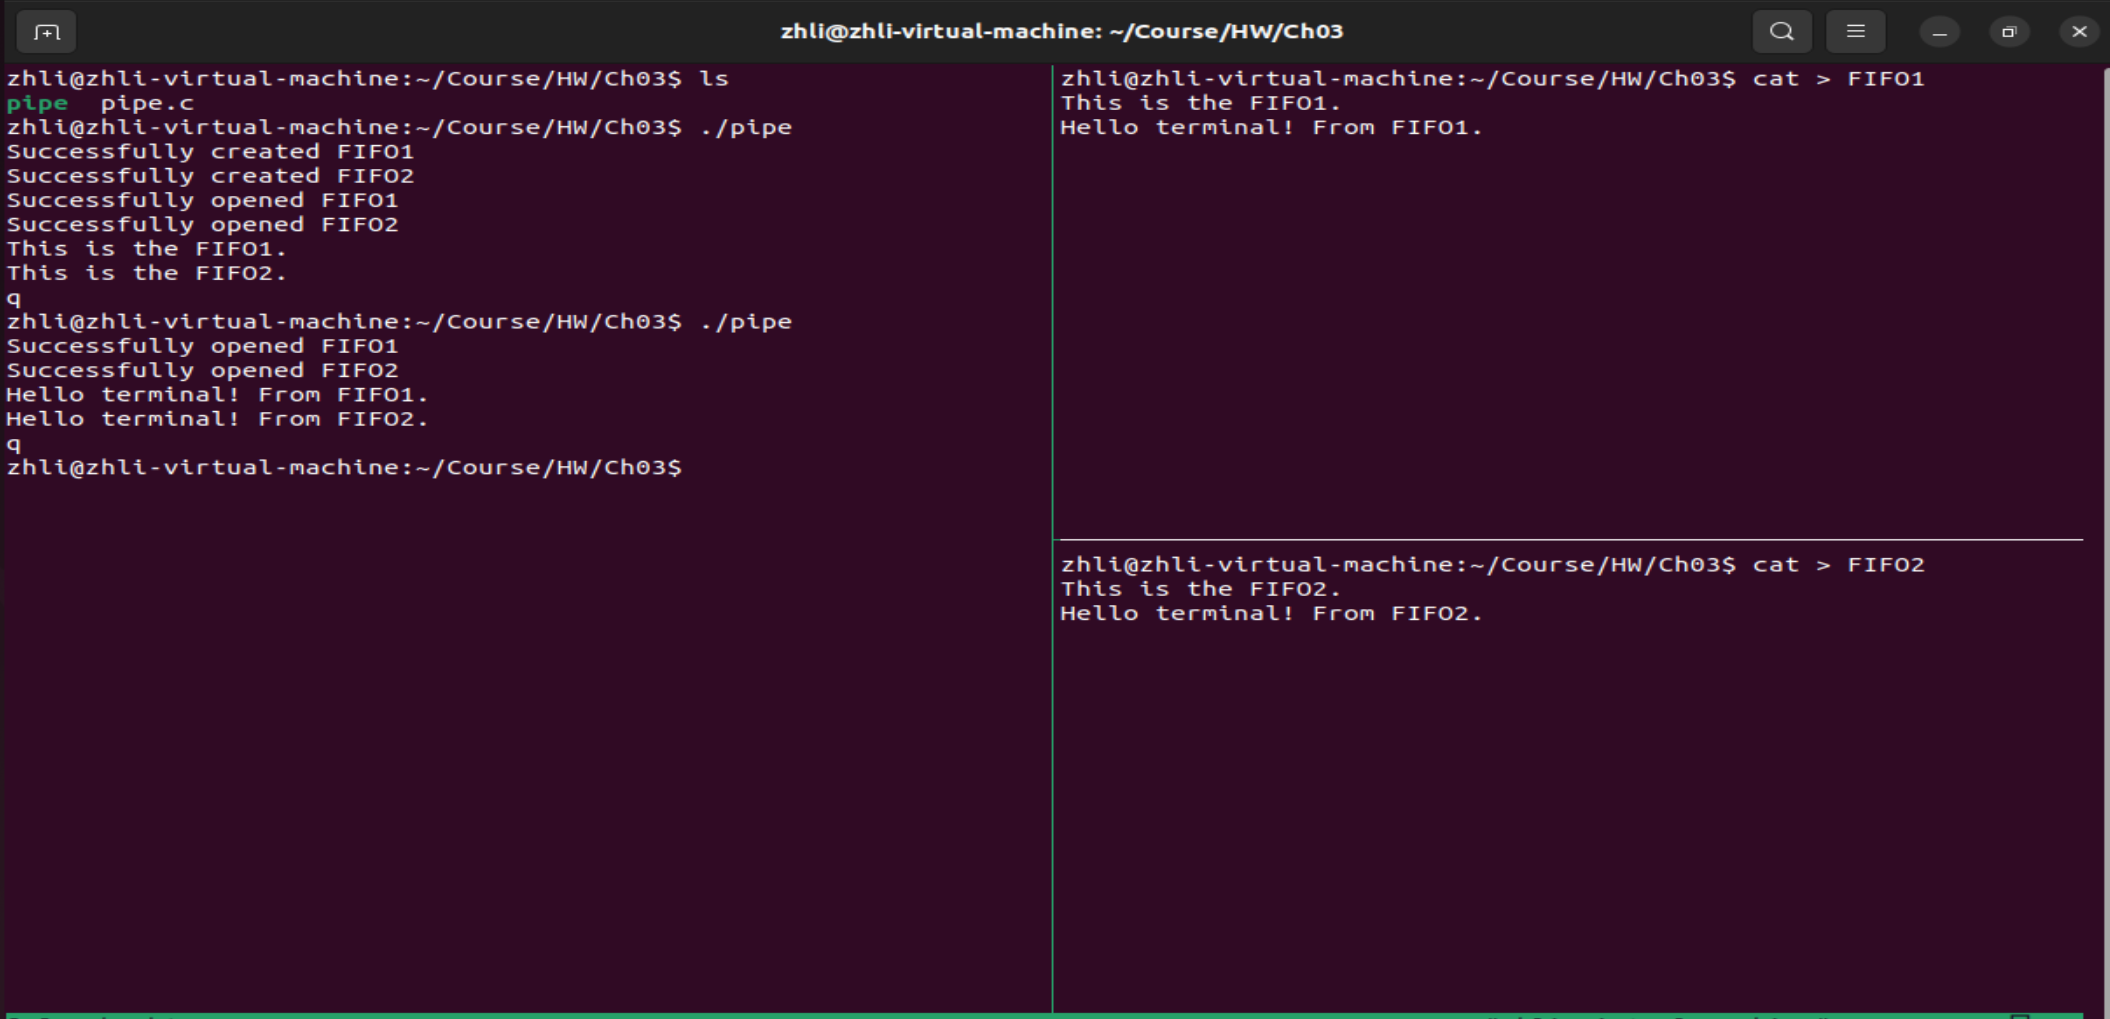 zhli@zhli-virtual-machine: ~/Course/HW/Ch03
zhli@zhli-virtual-machine:~/Course/HW/Ch03$ ls
pipe  pipe.c
zhli@zhli-virtual-machine:~/Course/HW/Ch03$ ./pipe
Successfully created FIFO1
Successfully created FIFO2
Successfully opened FIFO1
Successfully opened FIFO2
This is the FIFO1.
This is the FIFO2.
q
zhli@zhli-virtual-machine:~/Course/HW/Ch03$ ./pipe
Successfully opened FIFO1
Successfully opened FIFO2
Hello terminal! From FIFO1.
Hello terminal! From FIFO2.
q
zhli@zhli-virtual-machine:~/Course/HW/Ch03$
zhli@zhli-virtual-machine:~/Course/HW/Ch03$ cat > FIFO1
This is the FIFO1.
Hello terminal! From FIFO1.
zhli@zhli-virtual-machine:~/Course/HW/Ch03$ cat > FIFO2
This is the FIFO2.
Hello terminal! From FIFO2.